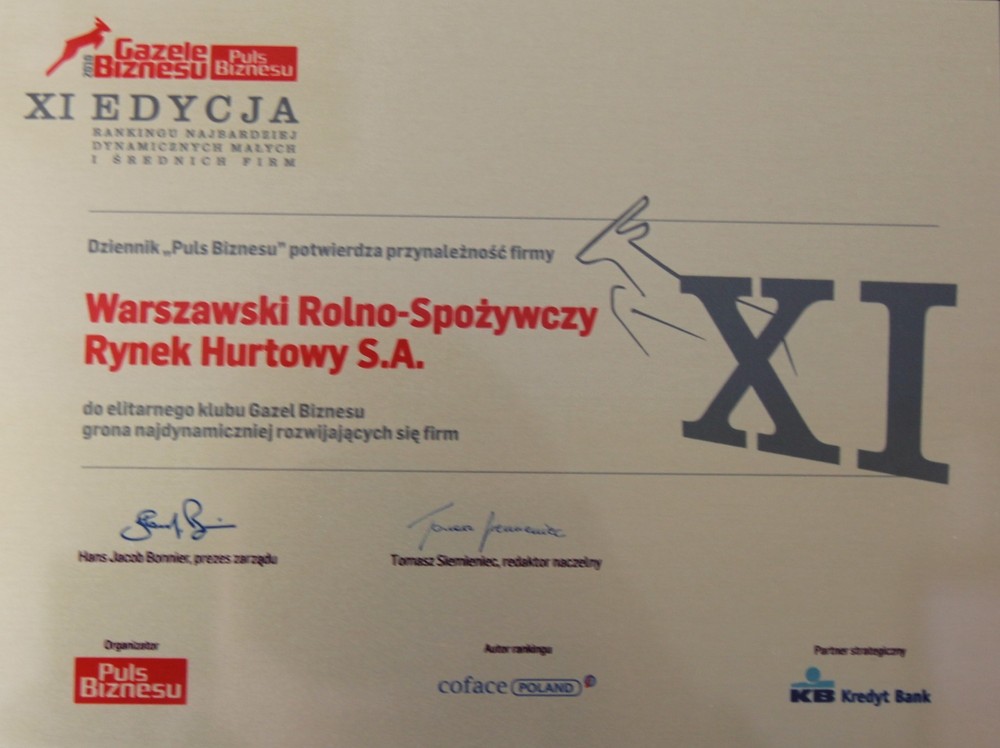 Gazele
Biznesu
2010
Puls
Biznesu
XI EDYCJA
RANKINGU NAJBARDZIEJ
DYNAMICZNYCH MAŁYCH
I ŚREDNICH FIRM
Dziennik „Puls Biznesu” potwierdza przynależność firmy
Warszawski Rolno-Spożywczy
Rynek Hurtowy S.A.
do elitarnego klubu Gazel Biznesu
grona najdynamiczniej rozwijających się firm
XI
Hans Jacob Bonnier, prezes zarządu
Tomasz Siemieniec, redaktor naczelny
Organizator
Puls
Biznesu
Autor rankingu
coface POLAND
Partner strategiczny
KB Kredyt Bank